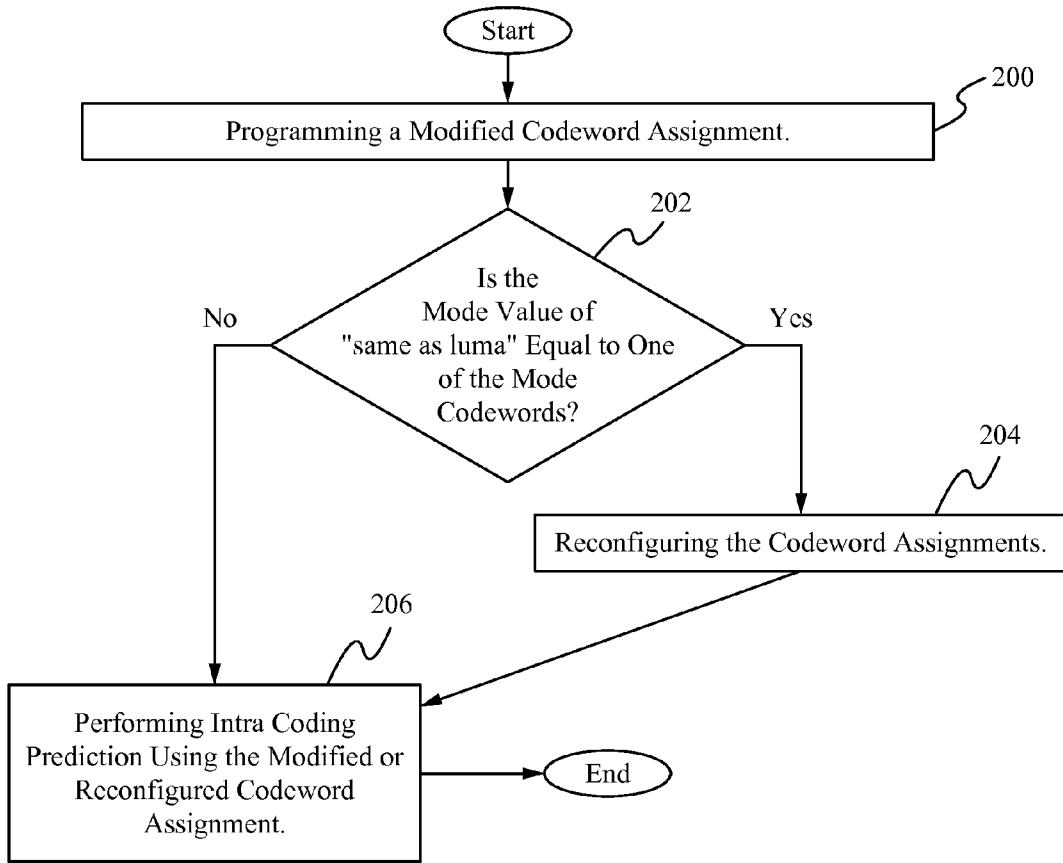 Start
200
Programming a Modified Codeword Assignment.
202
Is the
Mode Value of
"same as luma" Equal to One
of the Mode
Codewords?
No
Yes
204
Reconfiguring the Codeword Assignments.
206
Performing Intra Coding
Prediction Using the Modified or
Reconfigured Codeword
Assignment.
End